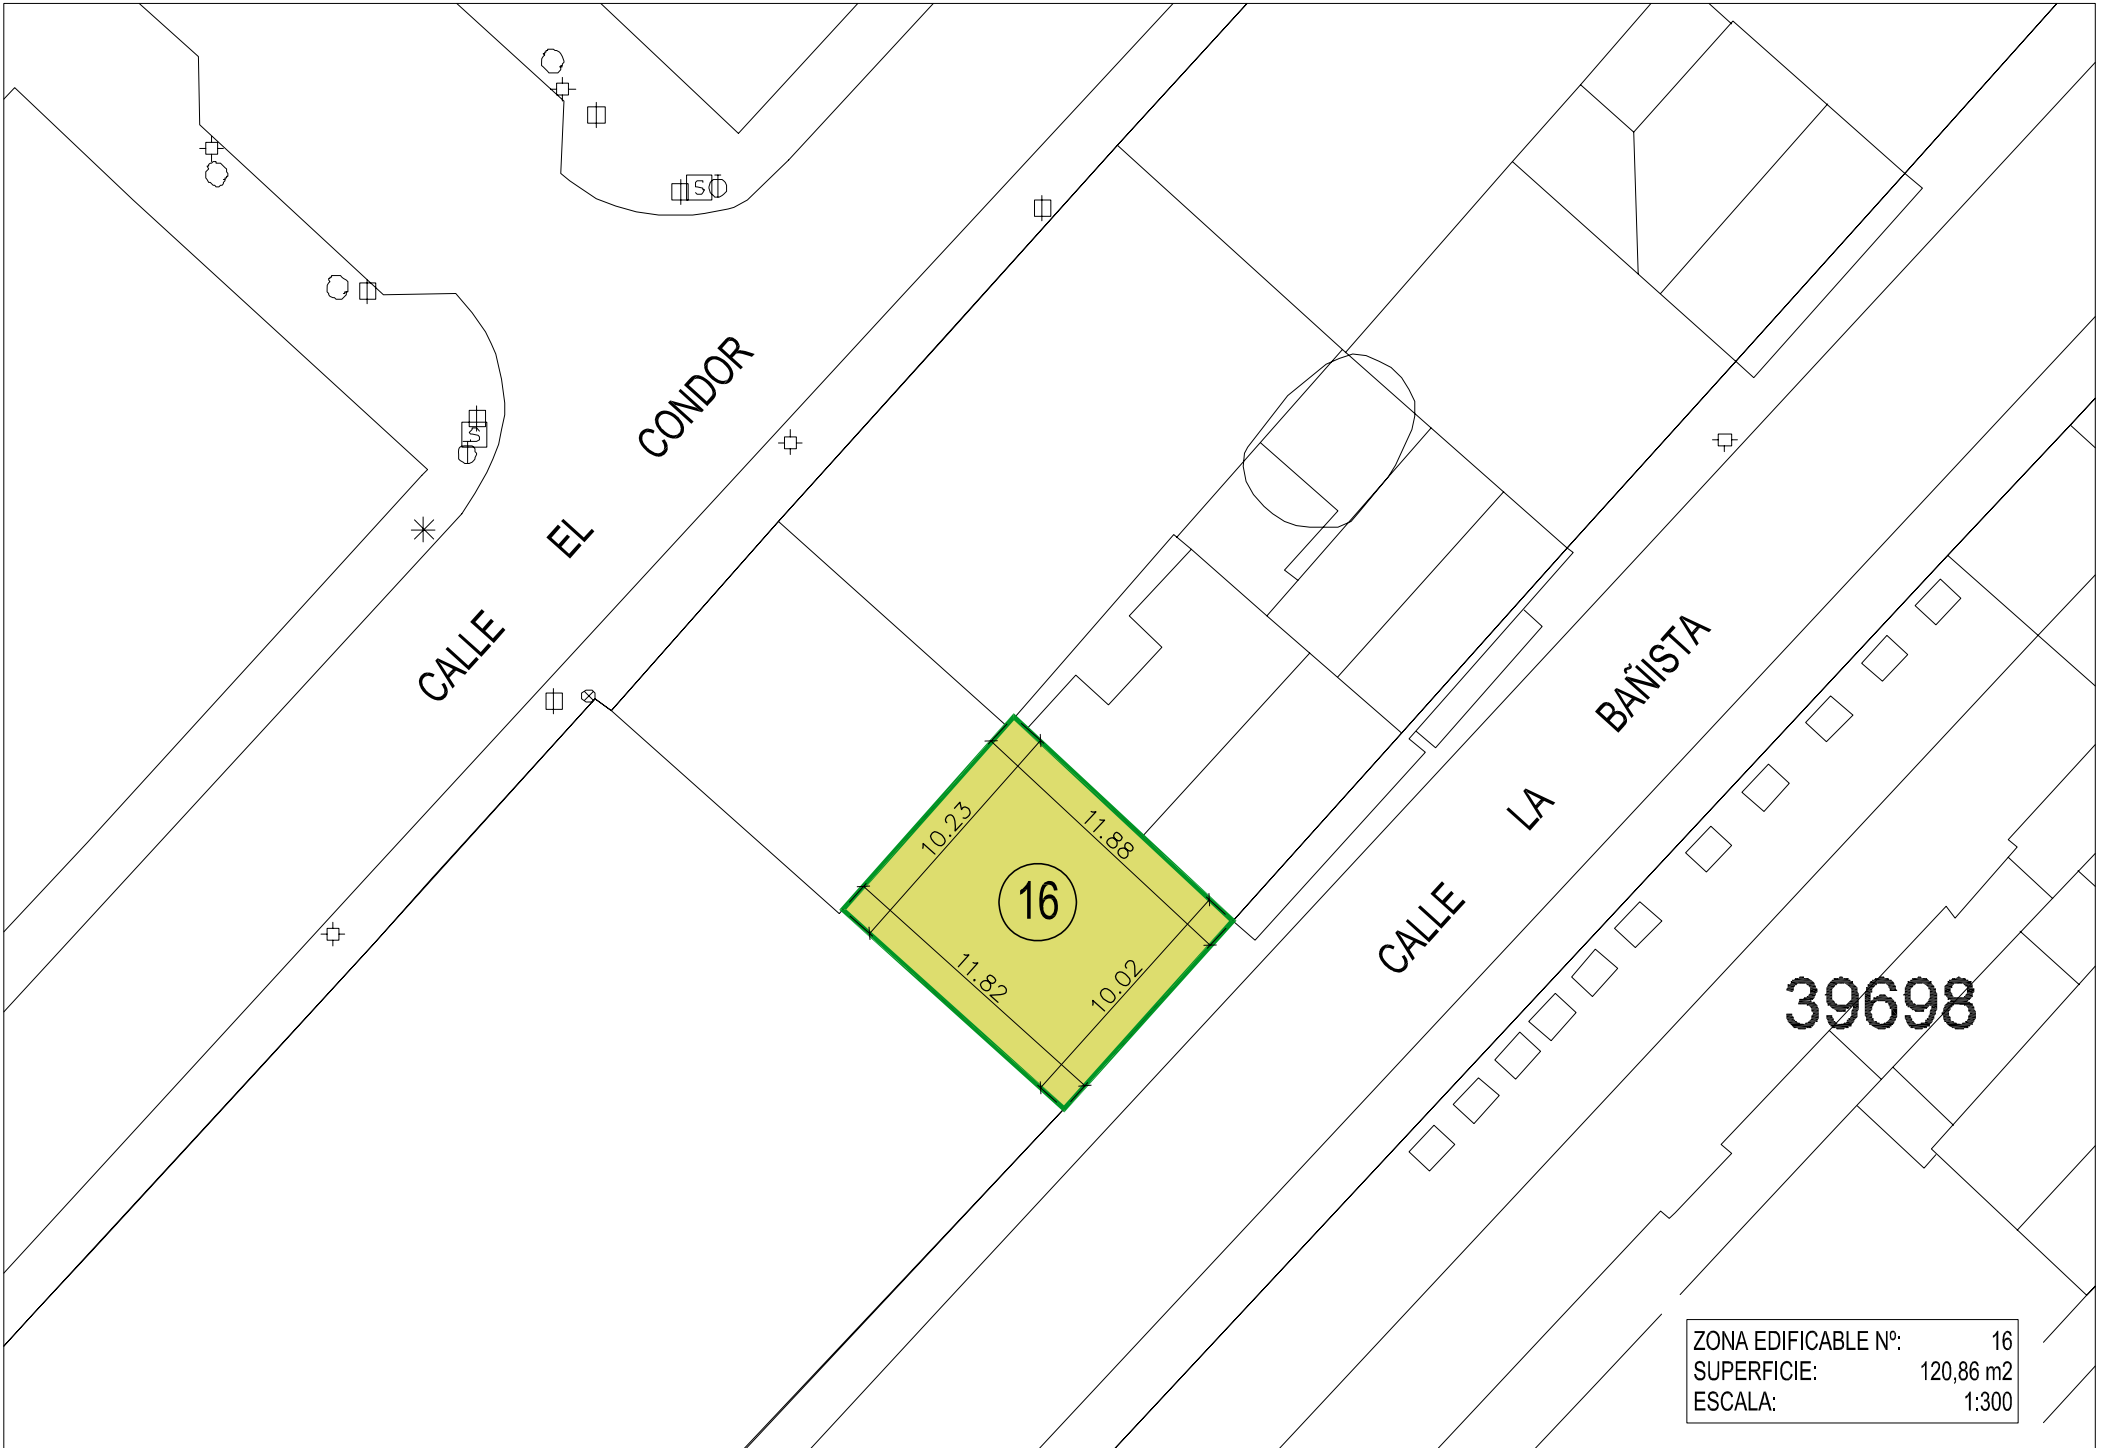 S
S
CALLE EL CONDOR
CALLE LA BAÑISTA
10.23
11.88
16
11.82
10.02
39698
ZONA EDIFICABLE Nº: 16
SUPERFICIE: 120,86 m2
ESCALA: 1:300